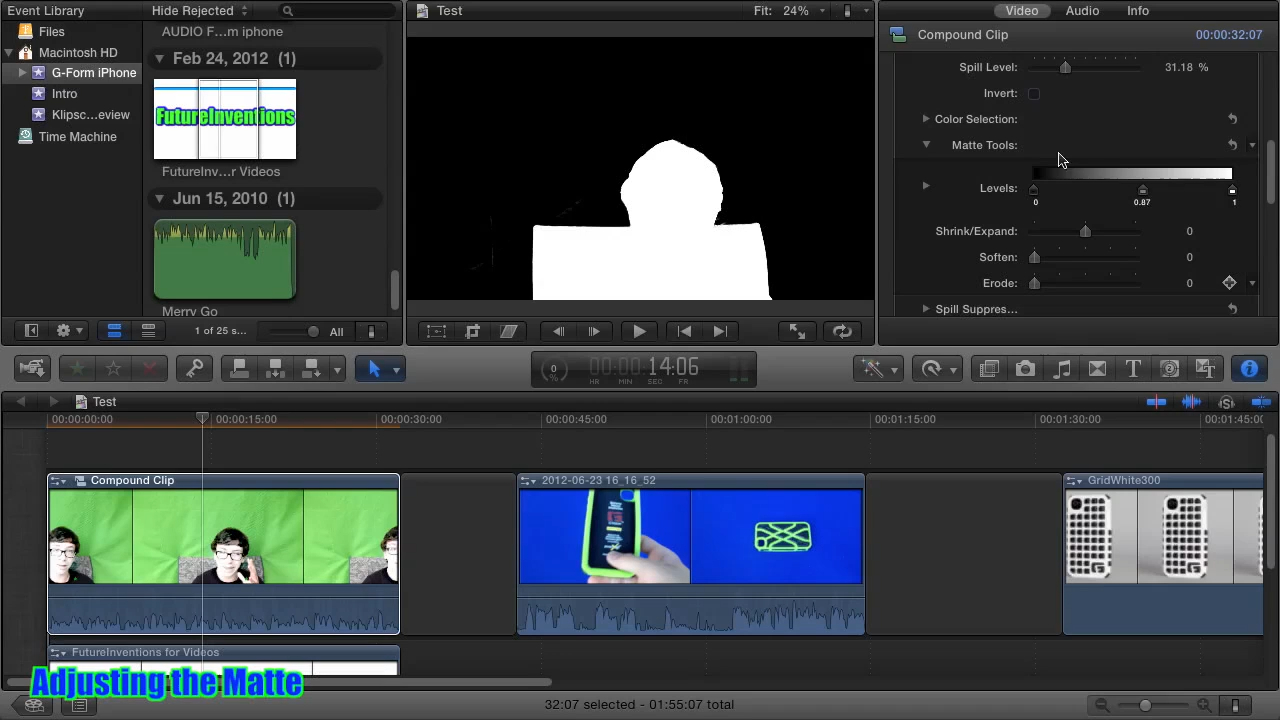 Event Library
Hide Rejected
Test
Fit: 24%
Video
Audio
Info
Files
AUDIO F...m iphone
Macintosh HD
Feb 24, 2012 (1)
G-Form iPhone
Intro
Klipsc...eview
Time Machine
FutureInventions
FutureInv...r Videos
Jun 15, 2010 (1)
Merry Go
1 of 25 s...
All
Compound Clip
00:00:32:07
Spill Level:
31.18 %
Invert:
Color Selection:
Matte Tools:
Levels:
0
0.87
1
Shrink/Expand:
0
Soften:
0
Erode:
0
Spill Suppres...
0
%
00:00:14:06
HR MIN SEC FR
Test
00:00:00:00
00:00:15:00
00:00:30:00
00:00:45:00
00:01:00:00
00:01:15:00
00:01:30:00
00:01:45:00
Compound Clip
2012-06-23 16_16_52
GridWhite300
FutureInventions for Videos
Adjusting the Matte
32:07 selected - 01:55:07 total